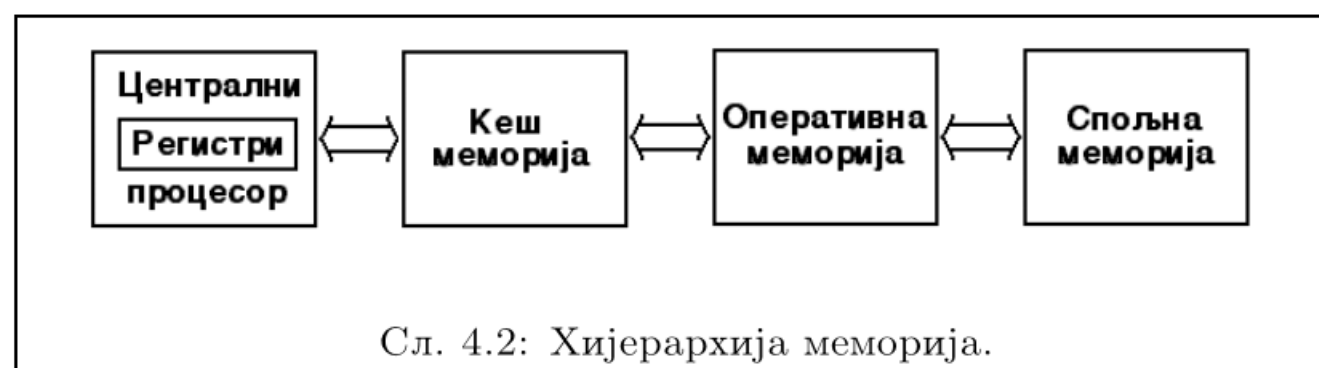 Централни
Регистри
процесор
Кеш
меморија
Оперативна
меморија
Спољна
меморија
Сл. 4.2: Хијерархија меморија.